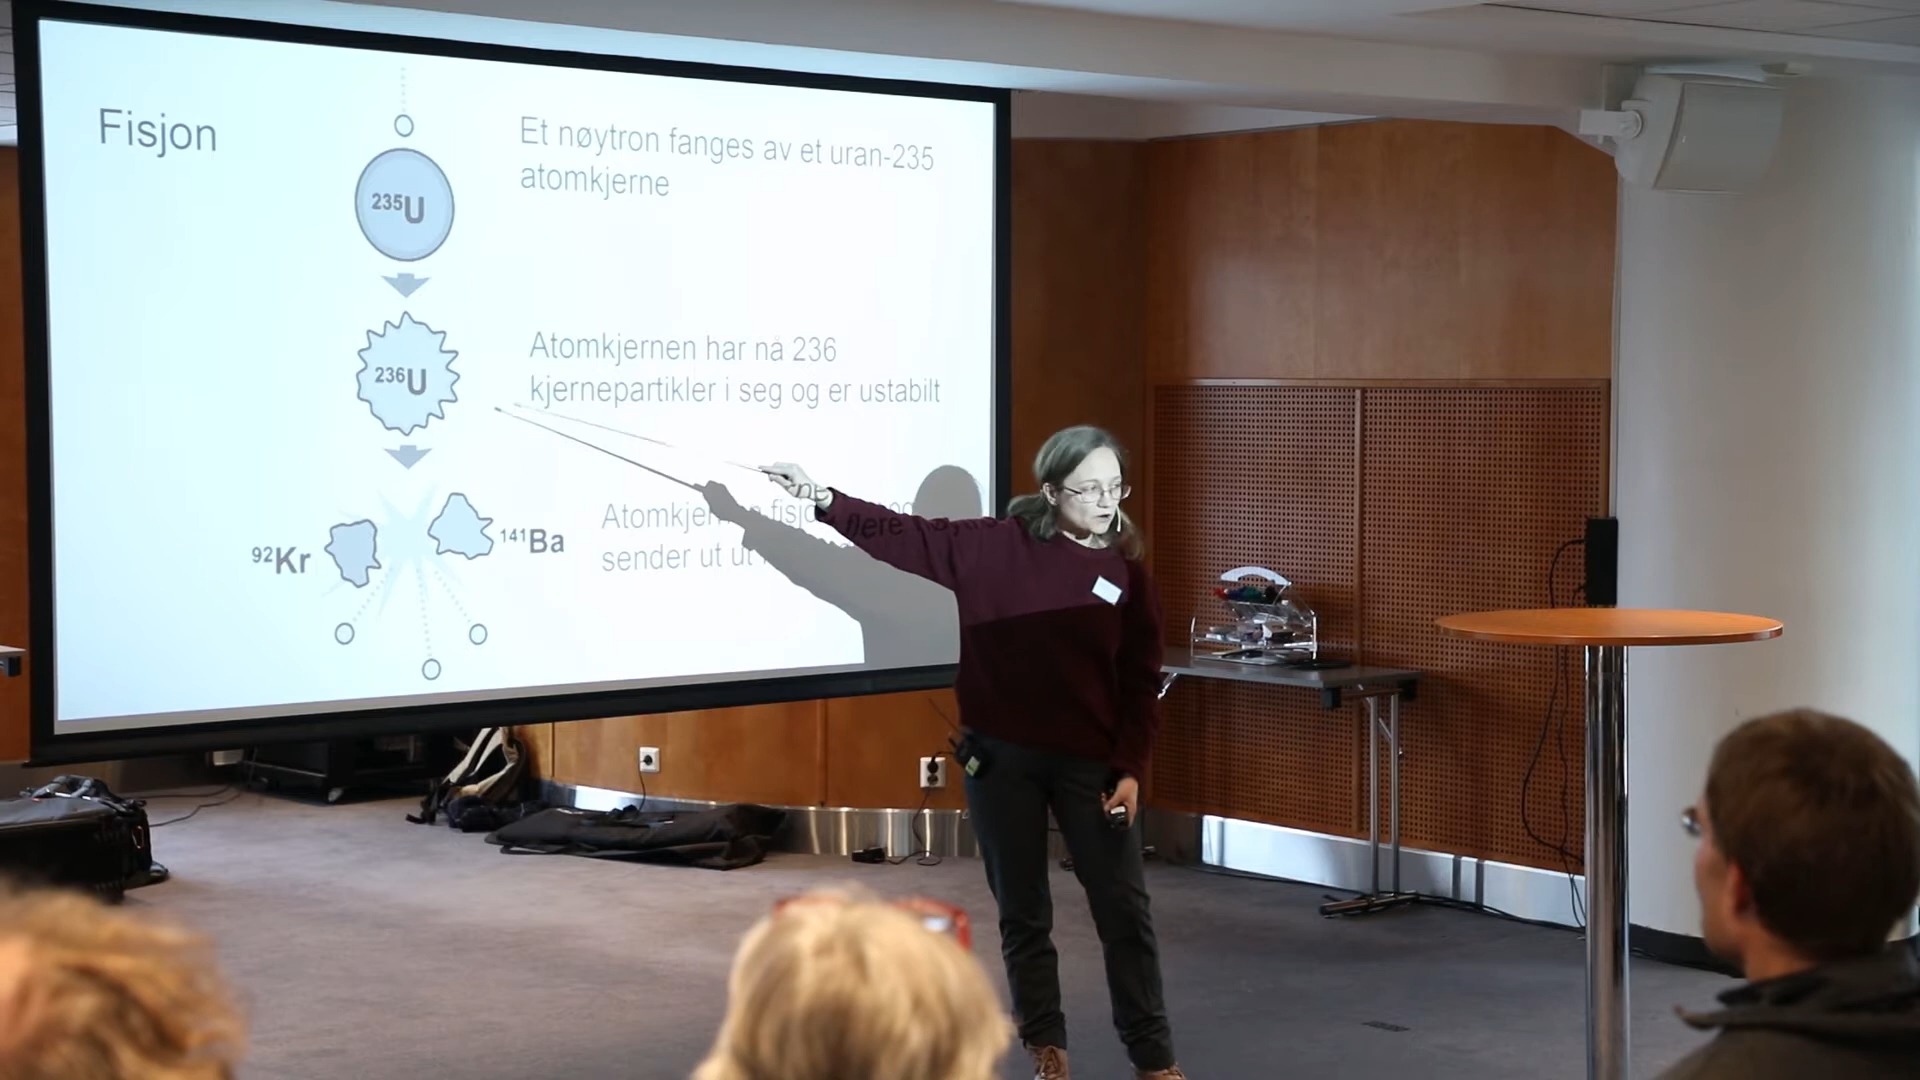 Fisjon
Et nøytron fanges av et uran-235
atomkjerne
235U
Atomkjernen har nå 236
kjernepartikler i seg og er ustabilt
236U
Atomkjer
sender ut
flere
92Kr
141Ba